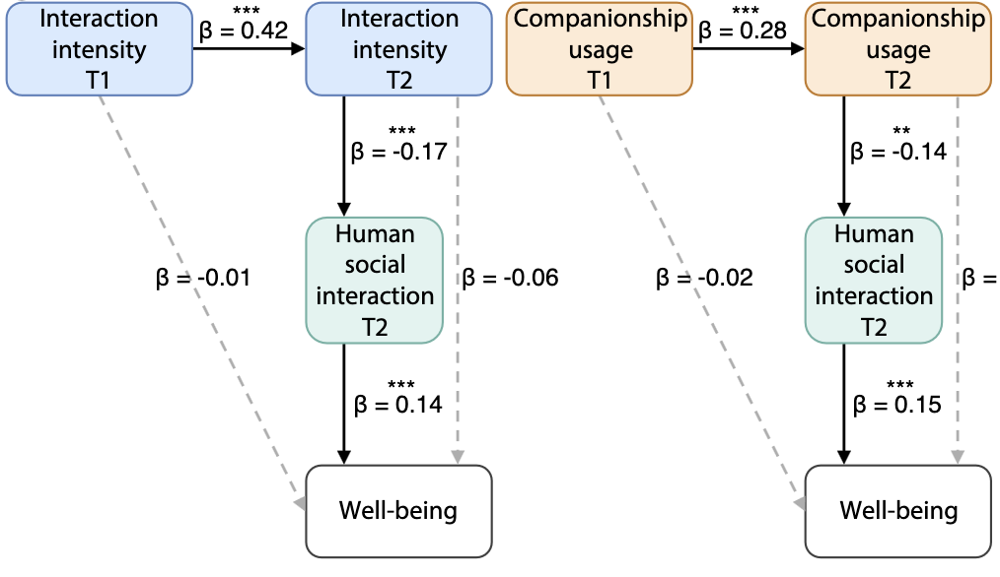 Interaction
intensity
T1
***
β = 0.42
Interaction
intensity
T2
***
β = -0.17
Human
social
interaction
T2
β = -0.01
β = -0.06
***
β = 0.14
Well-being
Companionship
usage
T1
***
β = 0.28
Companionship
usage
T2
**
β = -0.14
Human
social
interaction
T2
β = -0.02
β =
***
β = 0.15
Well-being